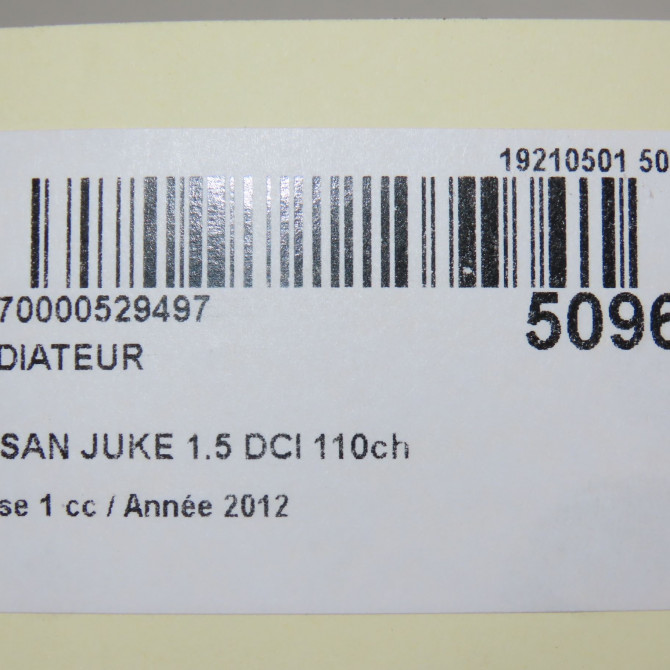 19210501 50
70000529497
5096
DIATEUR
SAN JUKE 1.5 DCI 110ch
se 1 cc / Année 2012